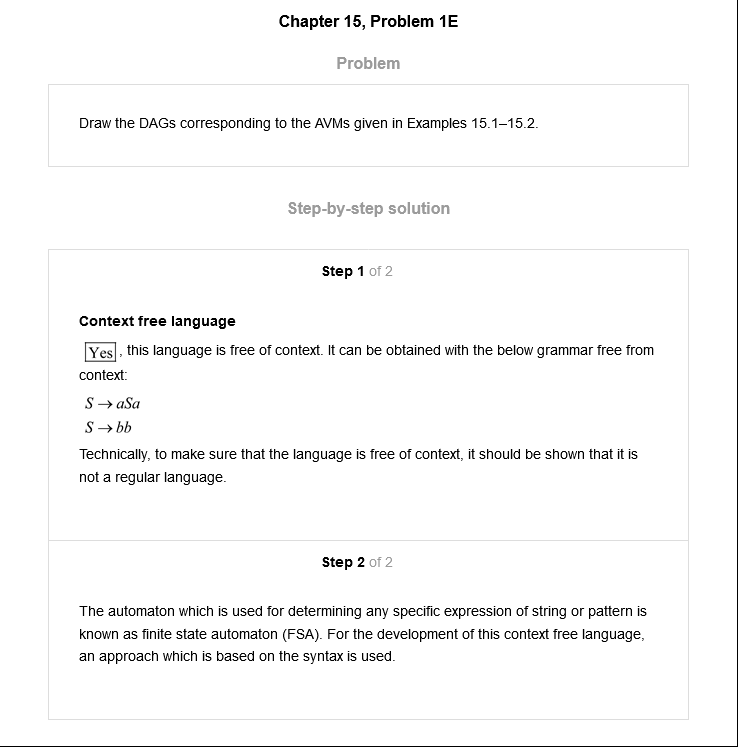 Chapter 15, Problem 1E
Problem
Draw the DAGs corresponding to the AVMs given in Examples 15.1–15.2.
Step-by-step solution
Step 1 of 2
Context free language
Yes , this language is free of context. It can be obtained with the below grammar free from
context:
S → aSa
S → bb
Technically, to make sure that the language is free of context, it should be shown that it is
not a regular language.
Step 2 of 2
The automaton which is used for determining any specific expression of string or pattern is
known as finite state automaton (FSA). For the development of this context free language,
an approach which is based on the syntax is used.